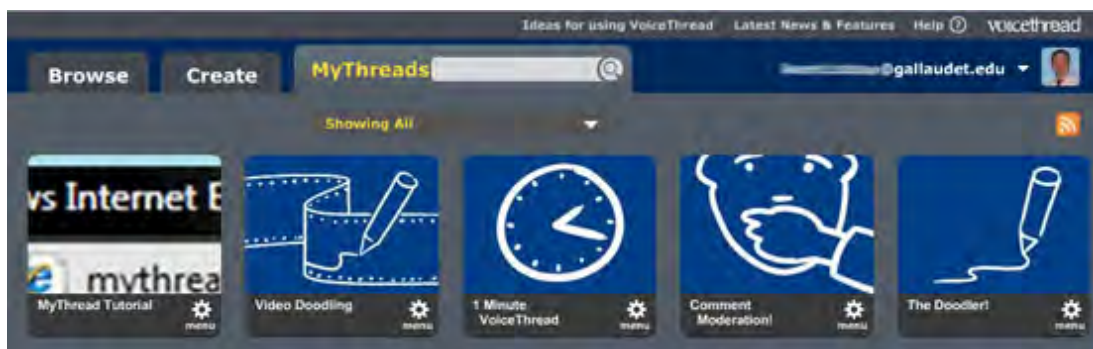 Ideas for using VoiceThread Latest News & Features Help ? voicethread
Browse Create MyThreads @gallaudet.edu
Showing All
vs Internet E
mythrea
MyThread Tutorial menu
Video Doodling menu
1 Minute
VoiceThread menu
Comment
Moderation! menu
The Doodler! menu